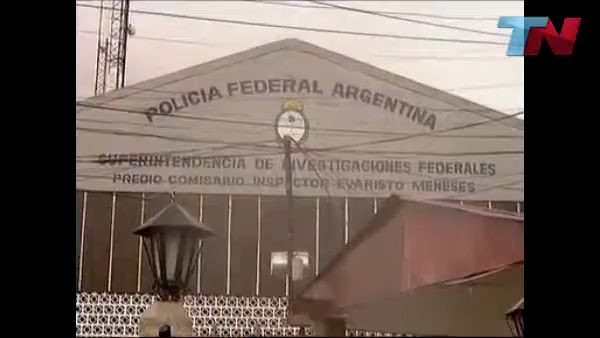 TN
POLICIA FEDERAL ARGENTINA
SUPERINTENDENCIA DE INVESTIGACIONES FEDERALES
PREDIO COMISARIO INSPECTOR EVARISTO MENESES